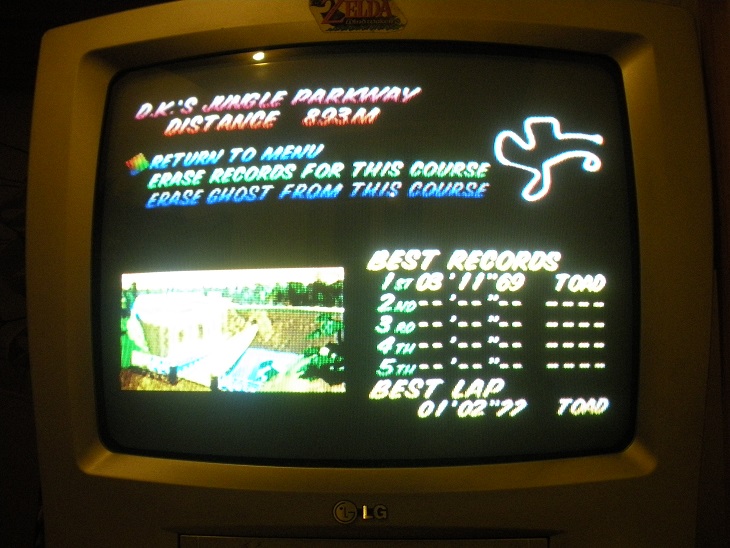 ZELDA
D.K.'S JUNGLE PARKWAY
DISTANCE 893M
RETURN TO MENU
ERASE RECORDS FOR THIS COURSE
ERASE GHOST FROM THIS COURSE
BEST RECORDS
1ST 03'11"69 TOAD
2ND--'--"-- ----
3RD--'--"-- ----
4TH--'--"-- ----
5TH--'--"-- ----
BEST LAP
01'02"77 TOAD
LG